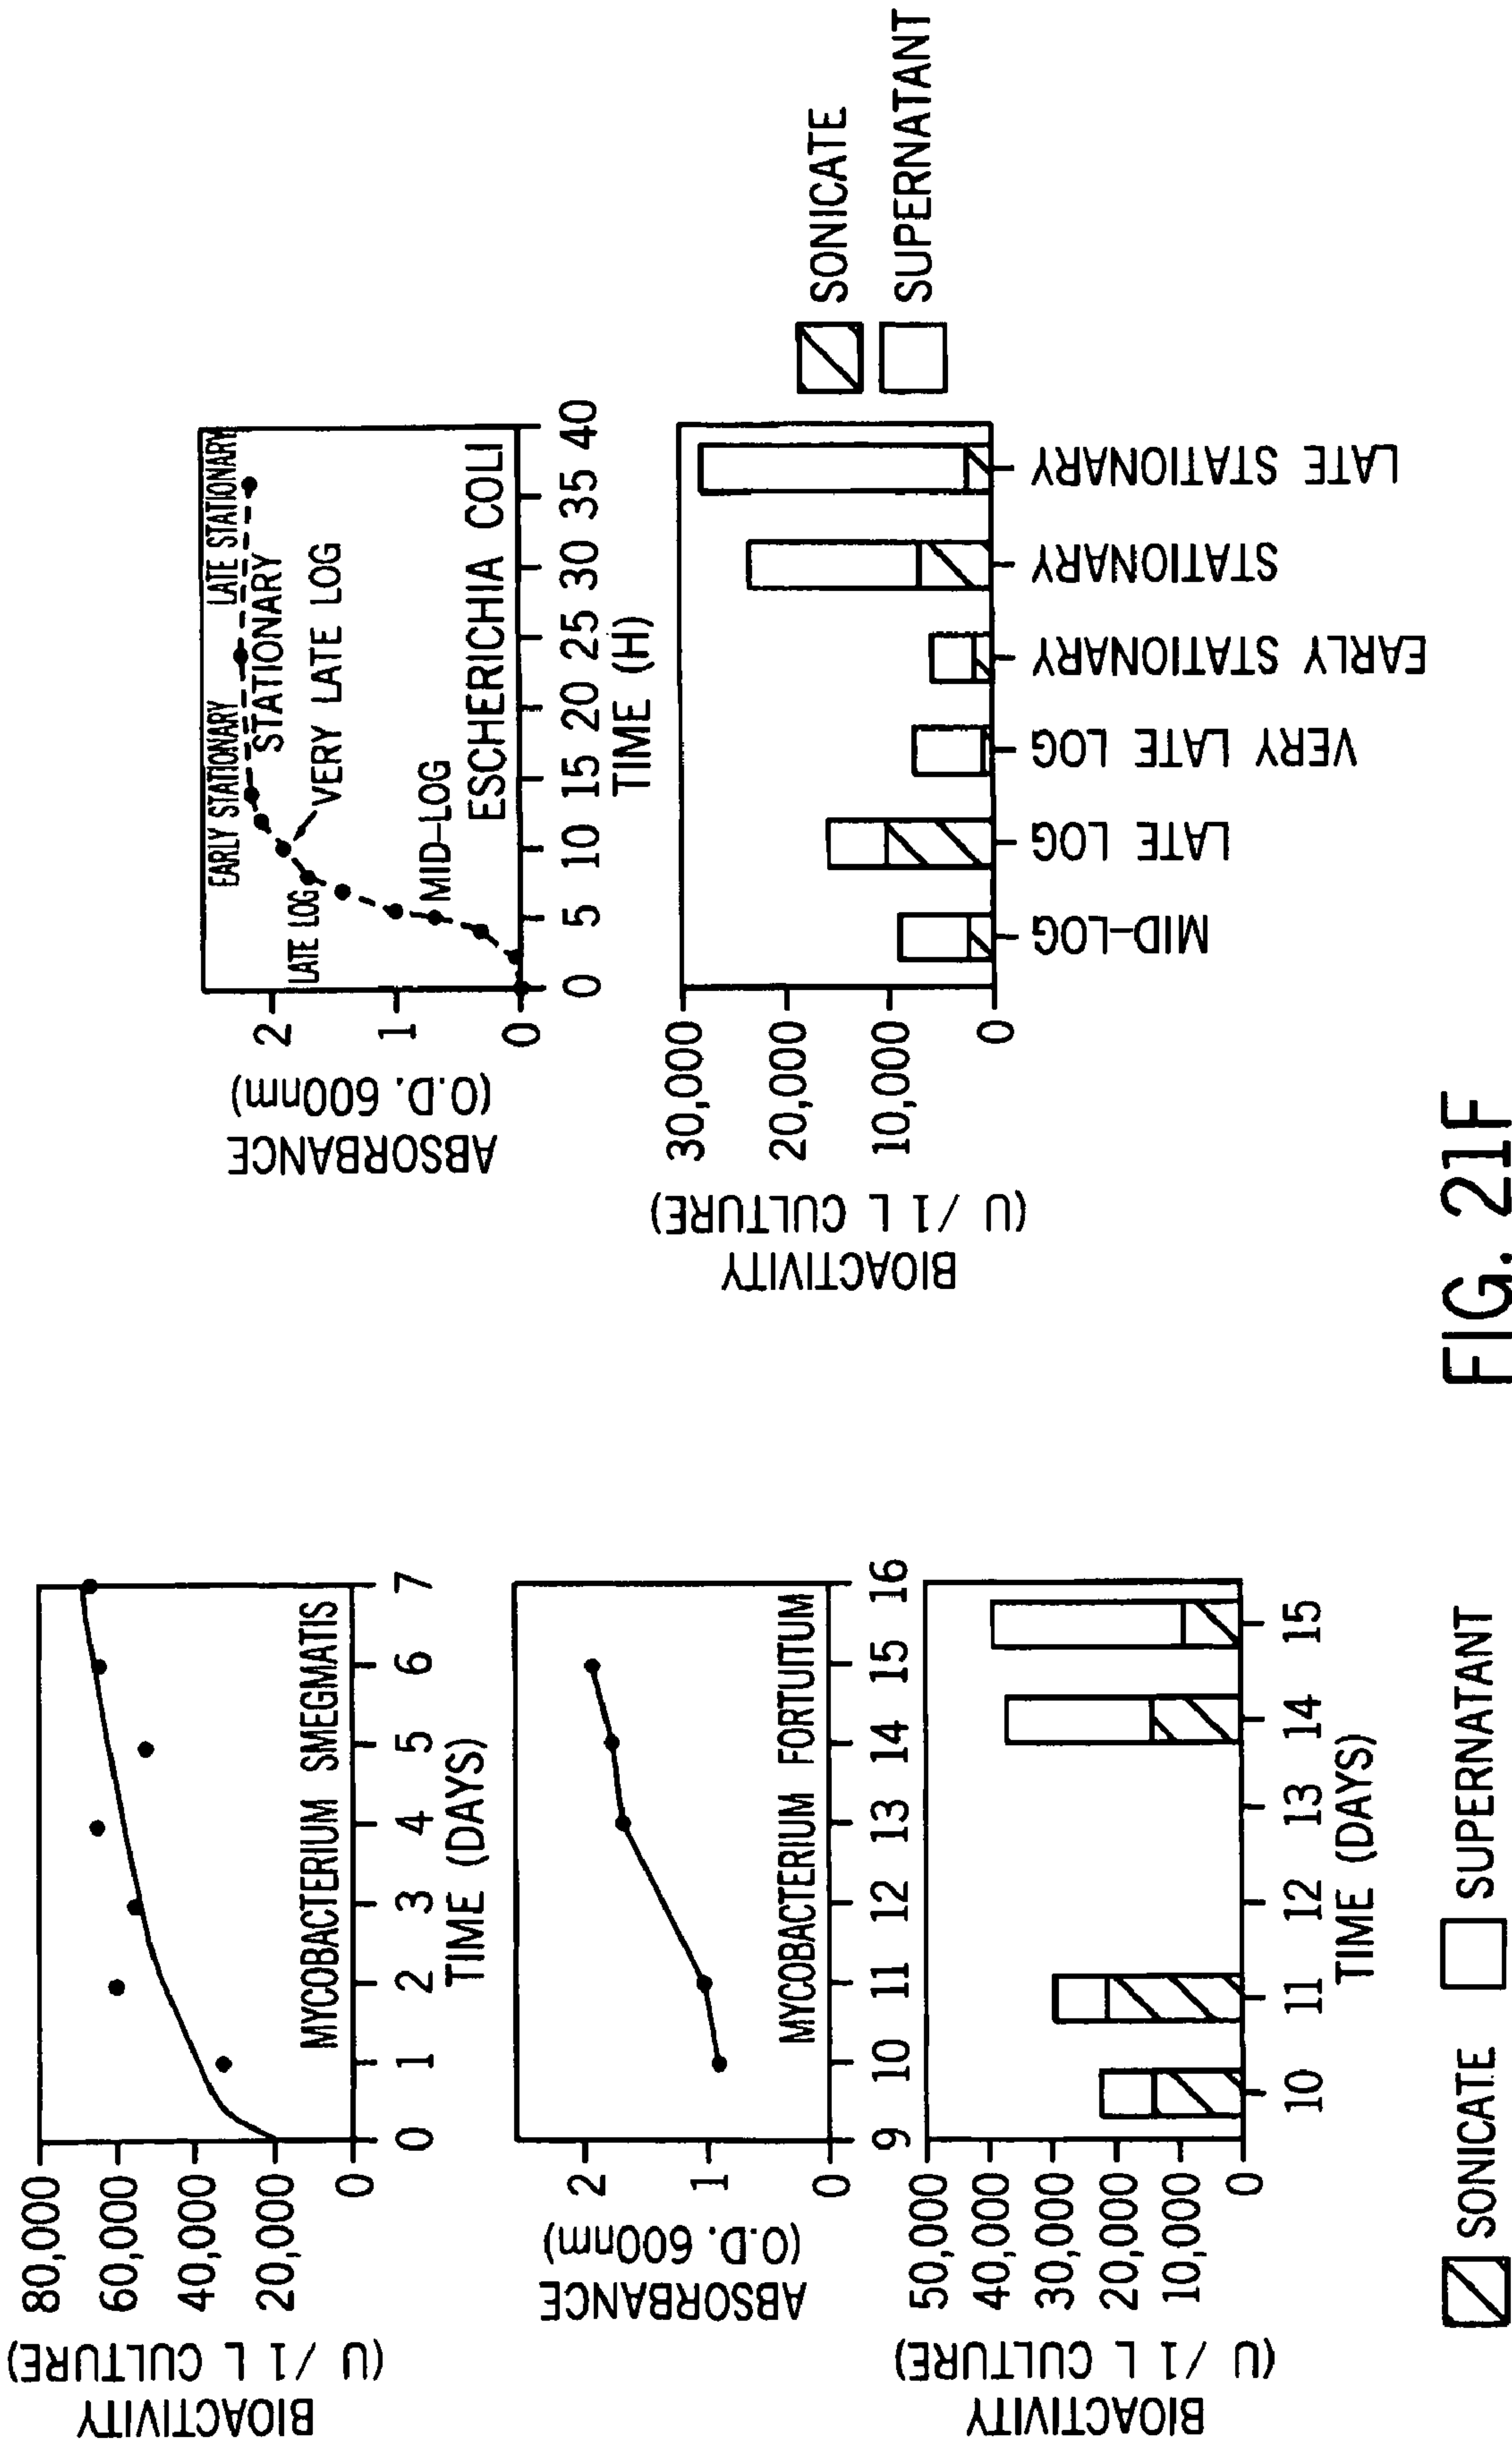 BIOACTIVITY
(U / 1 L CULTURE)
80,000
60,000
40,000
20,000
0
MYCOBACTERIUM SMEGMATIS
0 1 2 3 4 5 6 7
TIME (DAYS)
ABSORBANCE
(O.D. 600nm)
2
1
0
MYCOBACTERIUM FORTUITUM
9 10 11 12 13 14 15 16
BIOACTIVITY
(U / 1 L CULTURE)
50,000
40,000
30,000
20,000
10,000
0
10 11 12 13 14 15
TIME (DAYS)
SONICATE SUPERNATANT
ABSORBANCE
(O.D. 600nm)
2
1
0
EARLY STATIONARY LATE STATIONARY
STATIONARY
LATE LOG
VERY LATE LOG
MID-LOG
ESCHERICHIA COLI
0 5 10 15 20 25 30 35 40
TIME (H)
BIOACTIVITY
(U / 1 L CULTURE)
30,000
20,000
10,000
0
MID-LOG
LATE LOG
VERY LATE LOG
EARLY STATIONARY
STATIONARY
LATE STATIONARY
SONICATE
SUPERNATANT
FIG. 21F